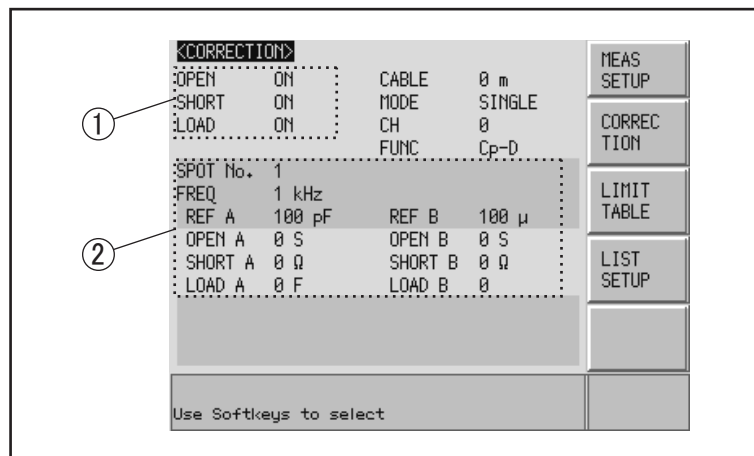 <CORRECTION>
OPEN ON CABLE 0 m
SHORT ON MODE SINGLE
LOAD ON CH 0
FUNC Cp-D
SPOT No. 1
FREQ 1 kHz
REF A 100 pF REF B 100 μ
OPEN A 0 S OPEN B 0 S
SHORT A 0 Ω SHORT B 0 Ω
LOAD A 0 F LOAD B 0
Use Softkeys to select
MEAS
SETUP
CORREC
TION
LIMIT
TABLE
LIST
SETUP
1
2